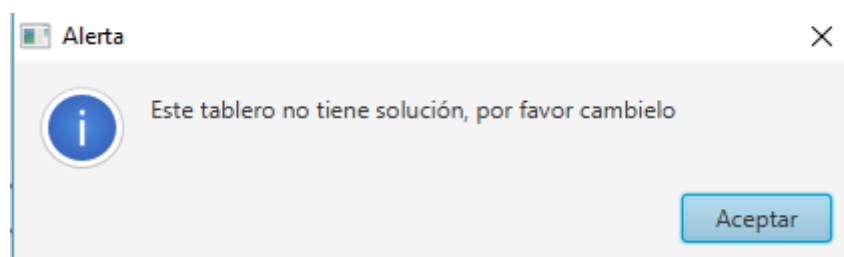 Alerta
Este tablero no tiene solución, por favor cambielo
Aceptar